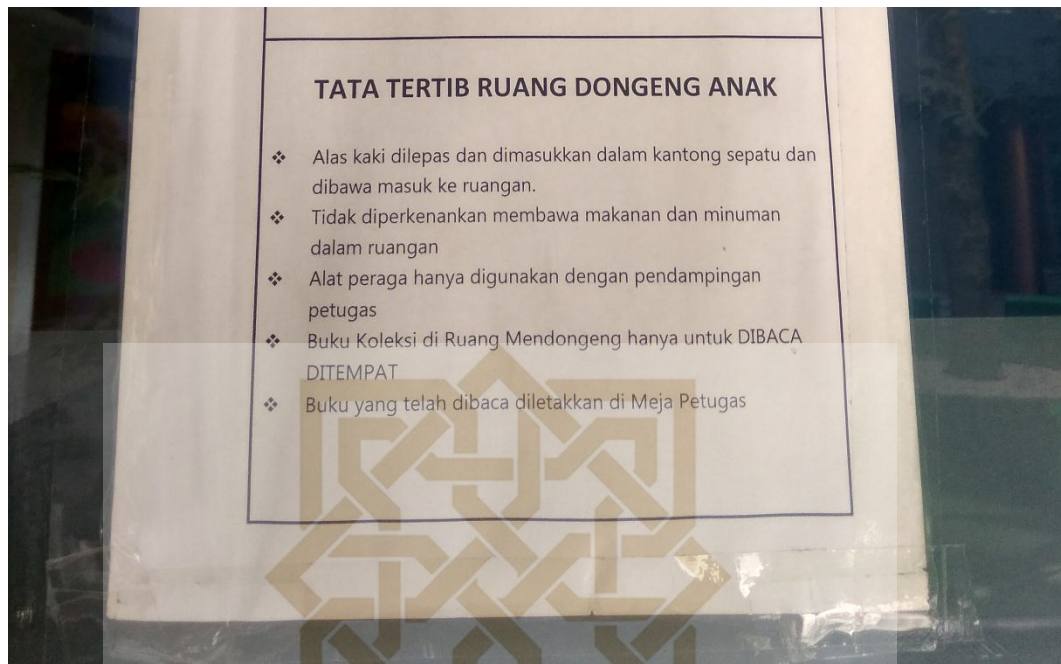 TATA TERTIB RUANG DONGENG ANAK
❖ Alas kaki dilepas dan dimasukkan dalam kantong sepatu dan
dibawa masuk ke ruangan.
❖ Tidak diperkenankan membawa makanan dan minuman
dalam ruangan
❖ Alat peraga hanya digunakan dengan pendampingan
petugas
❖ Buku Koleksi di Ruang Mendongeng hanya untuk DIBACA
DITEMPAT
❖ Buku yang telah dibaca diletakkan di Meja Petugas